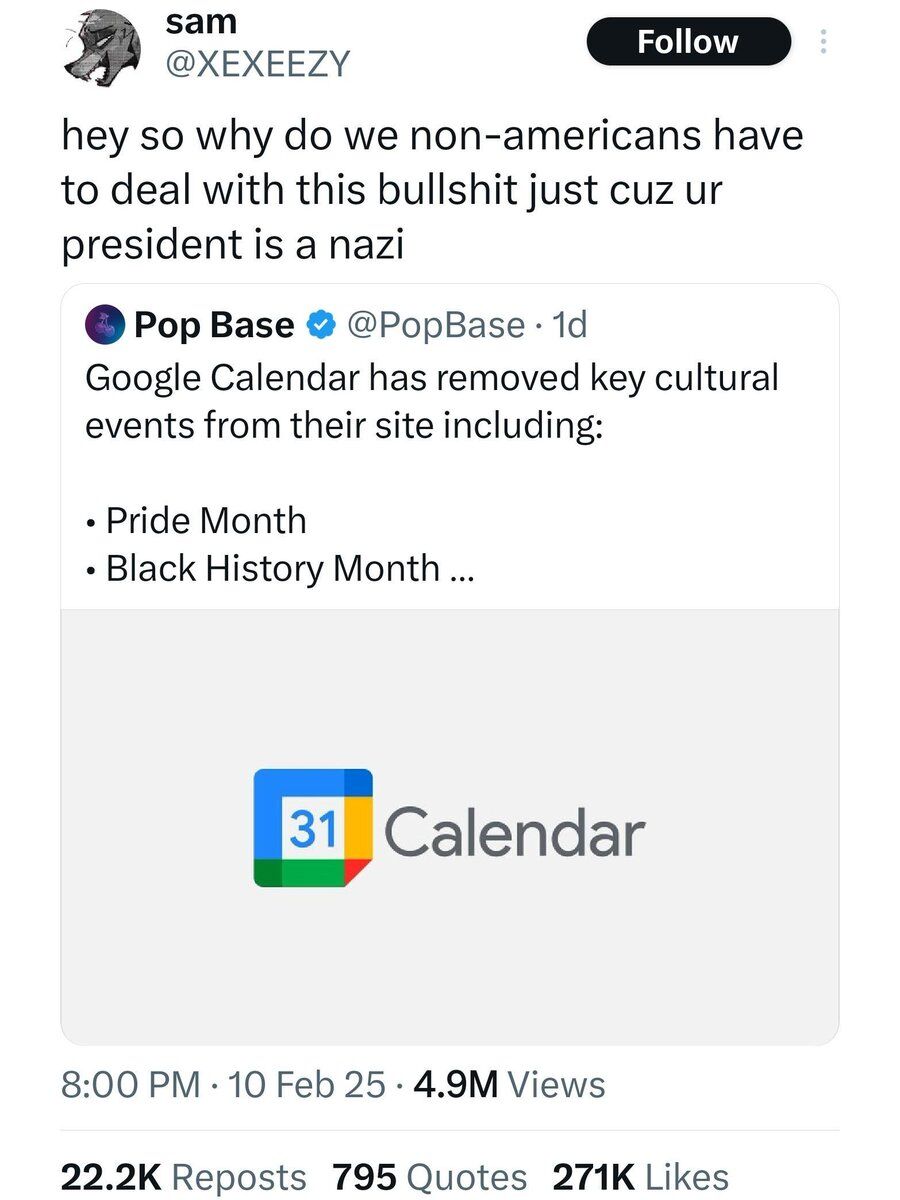 sam
@XEXEEZY
Follow
hey so why do we non-americans have
to deal with this bullshit just cuz ur
president is a nazi
Pop Base @PopBase · 1d
Google Calendar has removed key cultural
events from their site including:
• Pride Month
• Black History Month ...
31 Calendar
8:00 PM · 10 Feb 25 · 4.9M Views
22.2K Reposts 795 Quotes 271K Likes